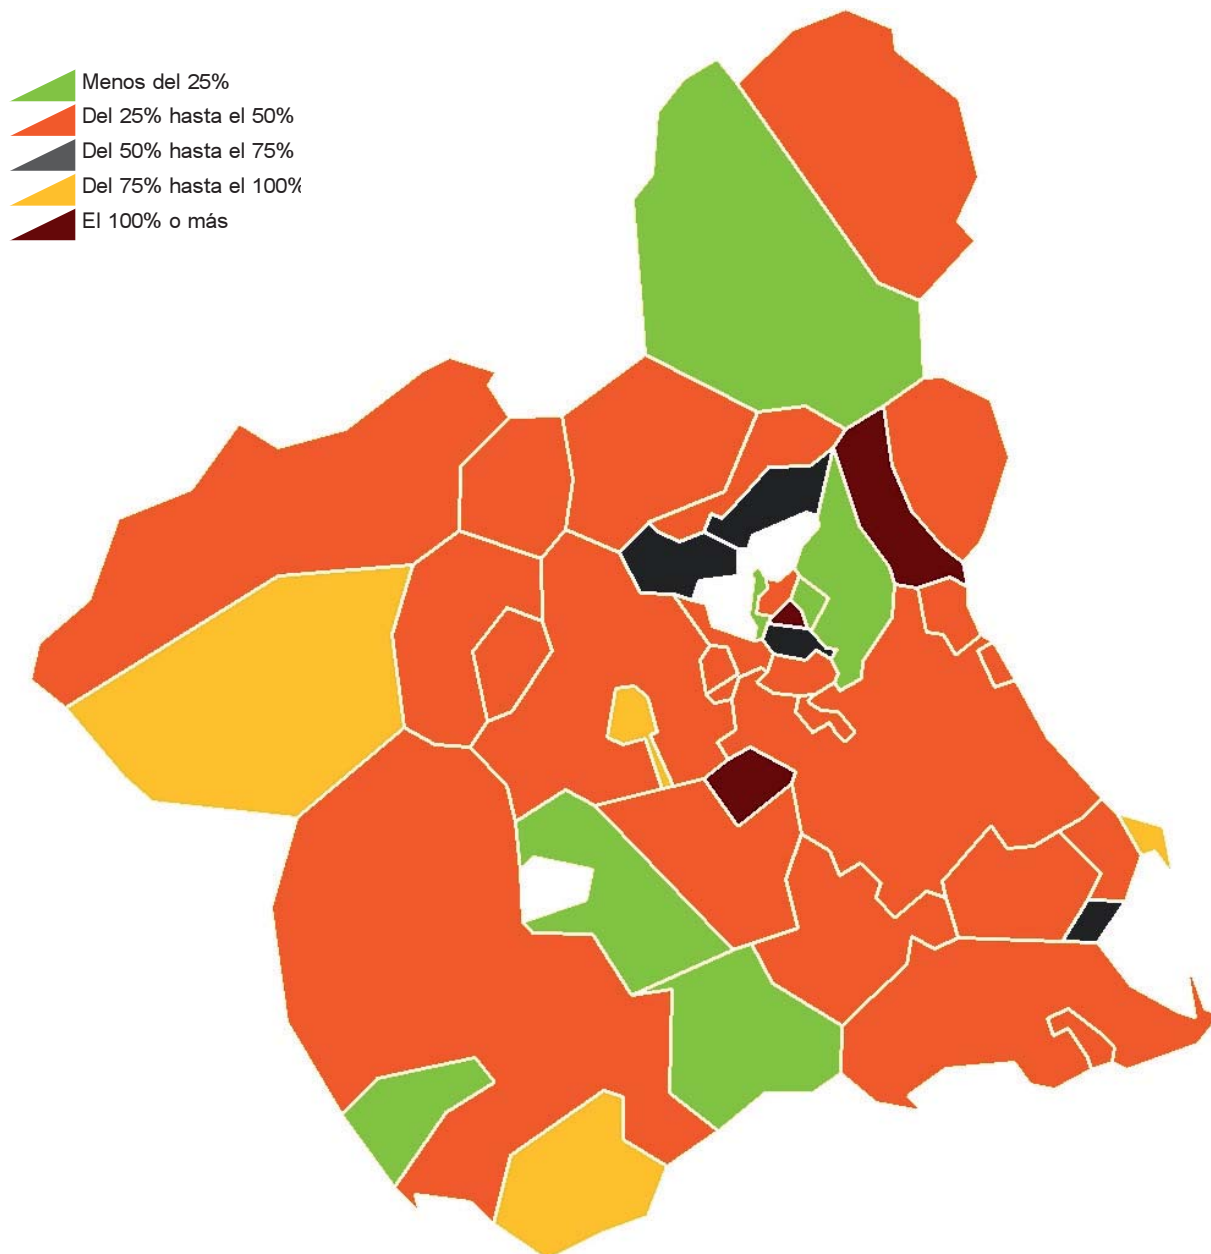 Menos del 25%
Del 25% hasta el 50%
Del 50% hasta el 75%
Del 75% hasta el 100%
El 100% o más